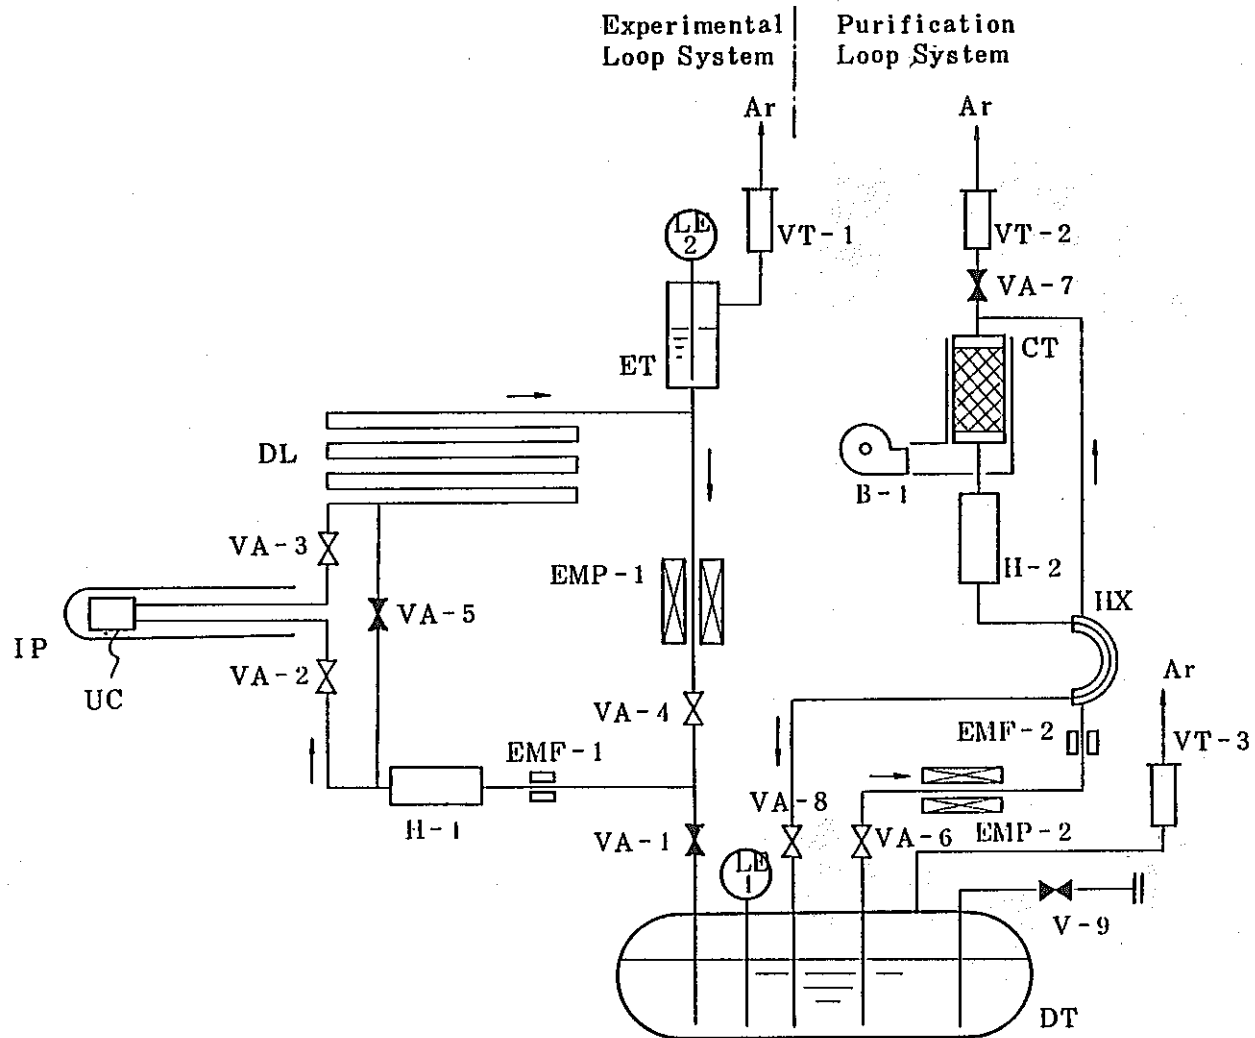 Experimental
Loop System
Purification
Loop System
Ar
Ar
LE
2
VT-1
VT-2
VA-7
CT
ET
DL
B-1
VA-3
EMP-1
H-2
HX
VA-5
IP
UC
VA-2
Ar
VA-4
EMF-2
VT-3
EMF-1
VA-8
H-1
VA-1
VA-6
EMP-2
LE
1
V-9
DT